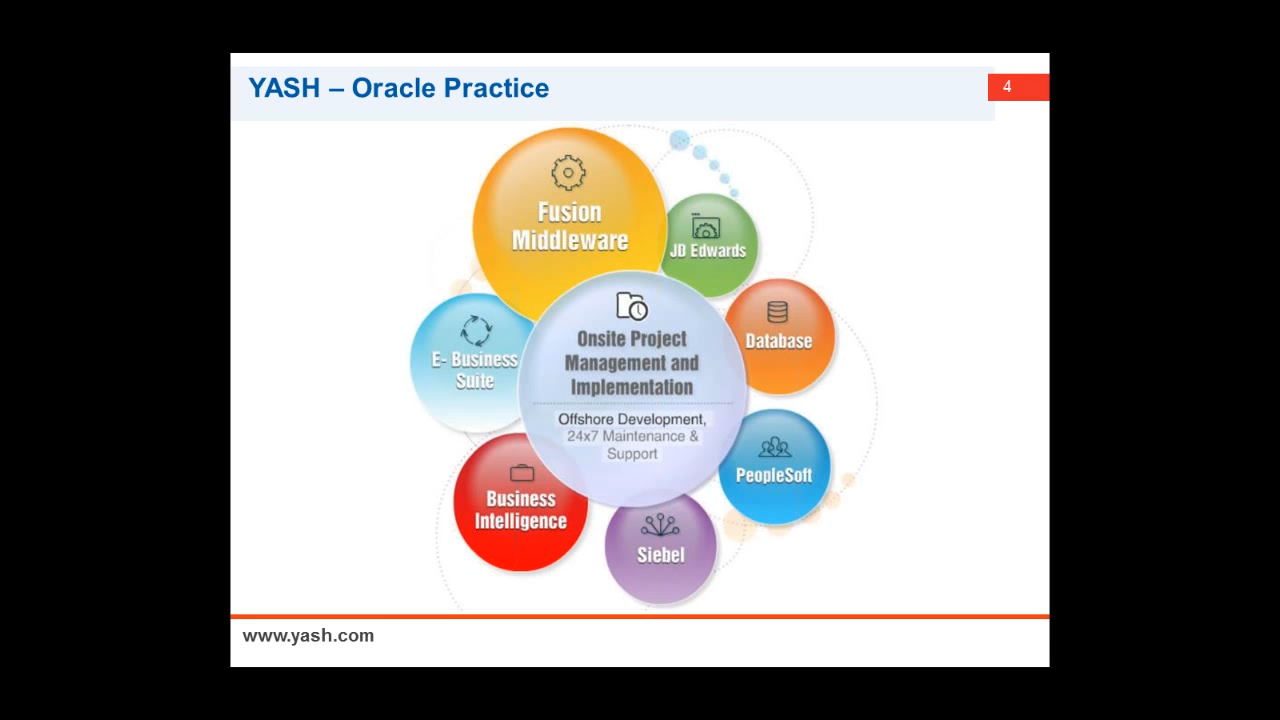 YASH – Oracle Practice
4
Fusion
Middleware
JD Edwards
Database
PeopleSoft
Siebel
Business
Intelligence
E- Business
Suite
Onsite Project
Management and
Implementation
Offshore Development,
24x7 Maintenance &
Support
www.yash.com